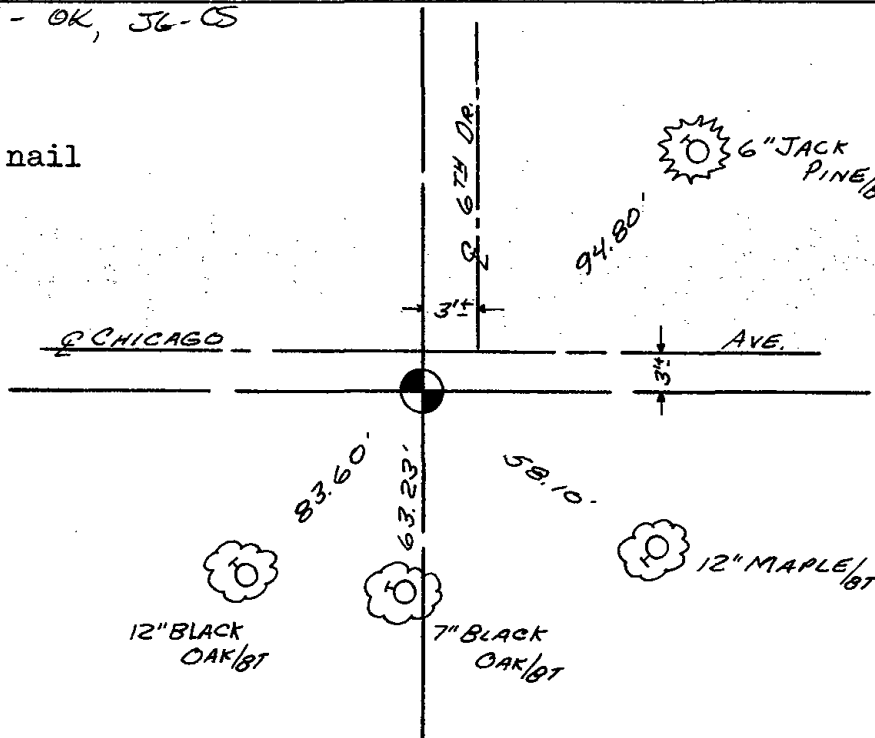 - OK, JG-CS
nail
℄ 6TH DR.
6" JACK
PINE/B
94.80'
3'±
℄ CHICAGO AVE.
3'±
83.60'
63.23'
58.10'
12" BLACK
OAK/BT
7" BLACK
OAK/BT
12" MAPLE/BT